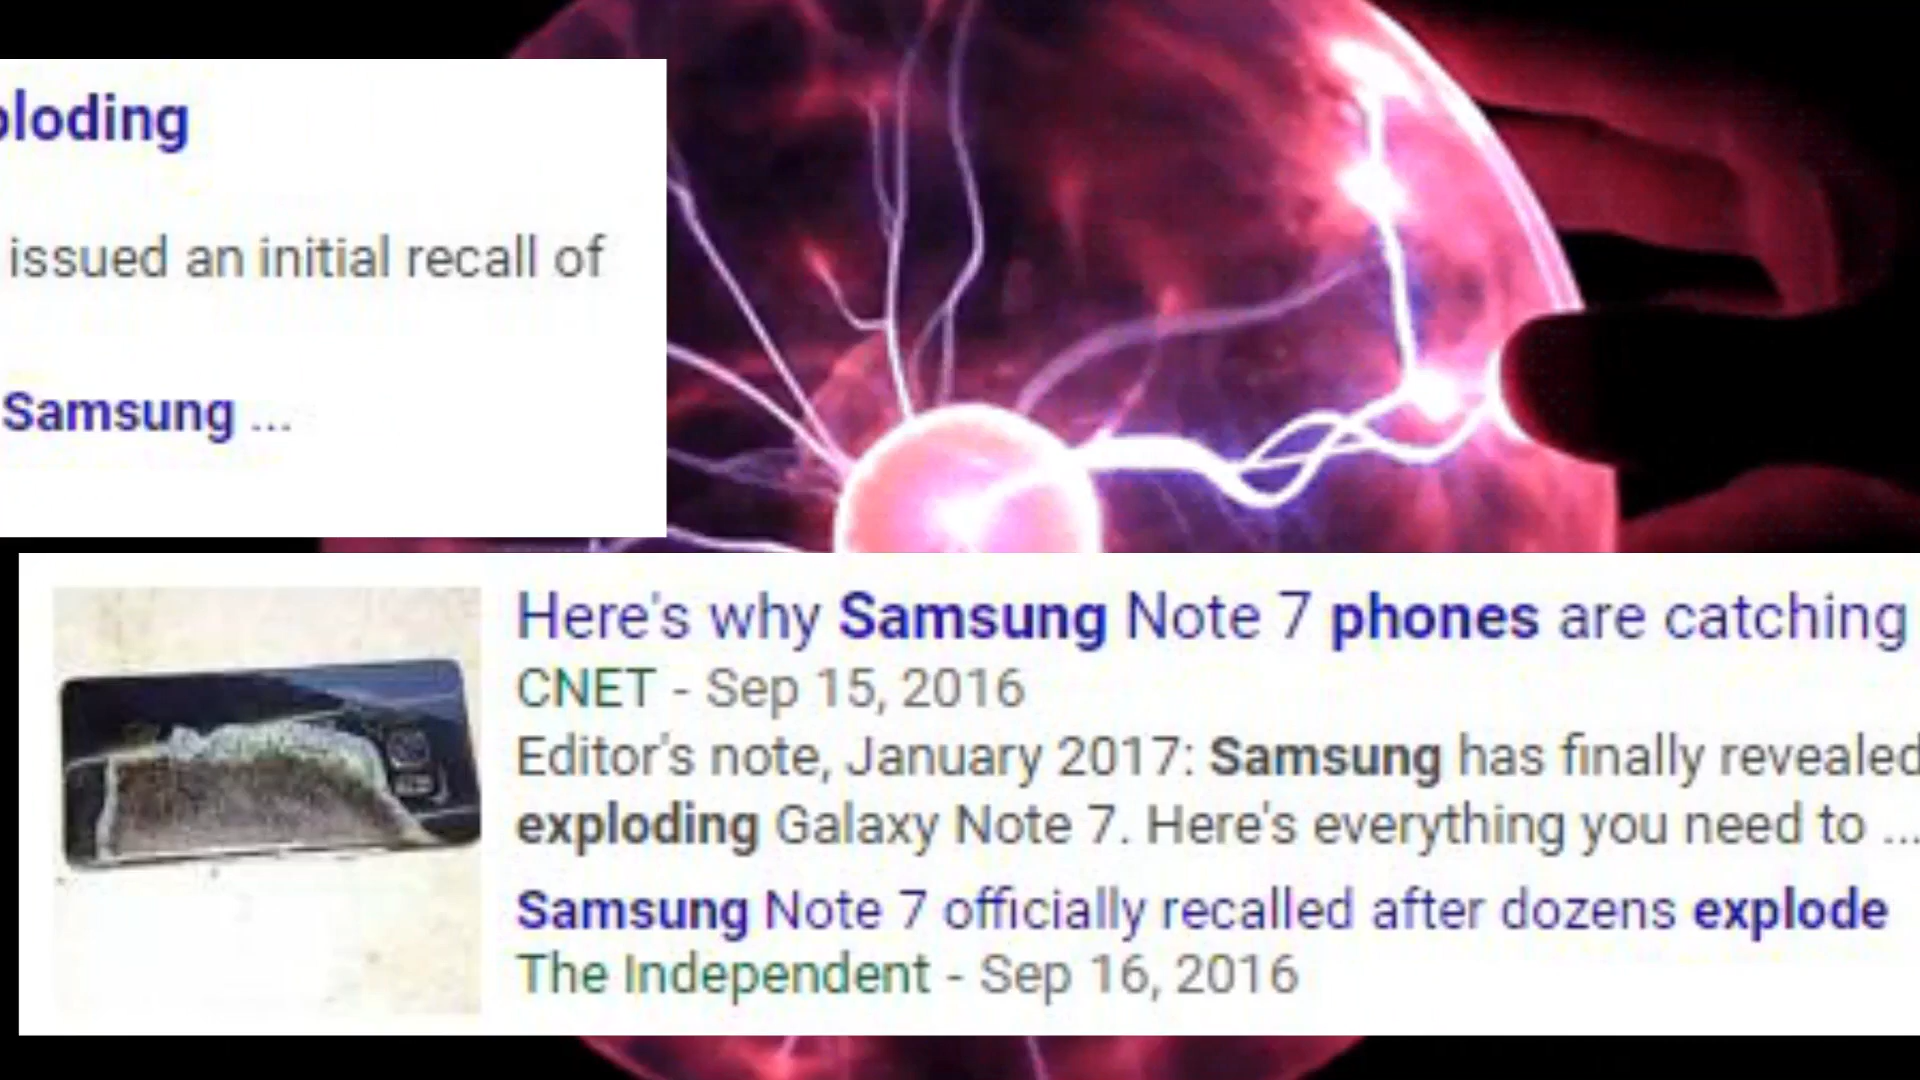 ploding
issued an initial recall of
Samsung ...
Here's why Samsung Note 7 phones are catching
CNET - Sep 15, 2016
Editor's note, January 2017: Samsung has finally revealed
exploding Galaxy Note 7. Here's everything you need to ...
Samsung Note 7 officially recalled after dozens explode
The Independent - Sep 16, 2016